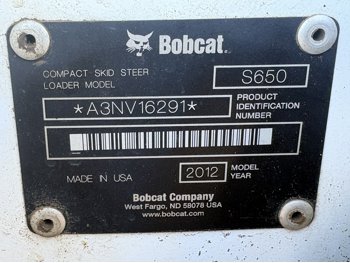 Bobcat.
COMPACT SKID STEER
LOADER MODEL
S650
*A3NV16291*
PRODUCT
IDENTIFICATION
NUMBER
MADE IN USA
2012
MODEL
YEAR
Bobcat Company
West Fargo, ND 58078 USA
www.bobcat.com